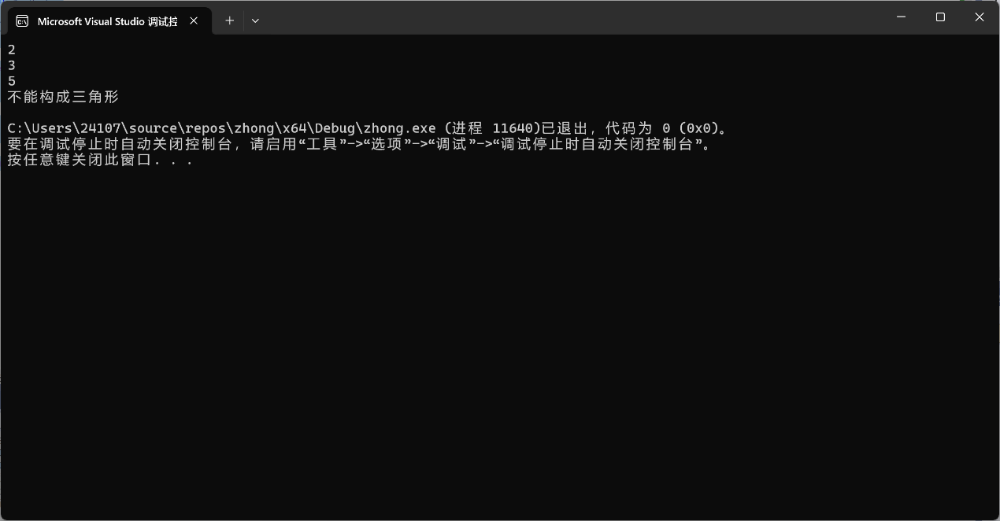 Microsoft Visual Studio 调试控
2
3
5
不能构成三角形
C:\Users\24107\source\repos\zhong\x64\Debug\zhong.exe (进程 11640)已退出，代码为 0 (0x0)。
要在调试停止时自动关闭控制台，请启用“工具”->“选项”->“调试”->“调试停止时自动关闭控制台”。
按任意键关闭此窗口. . .